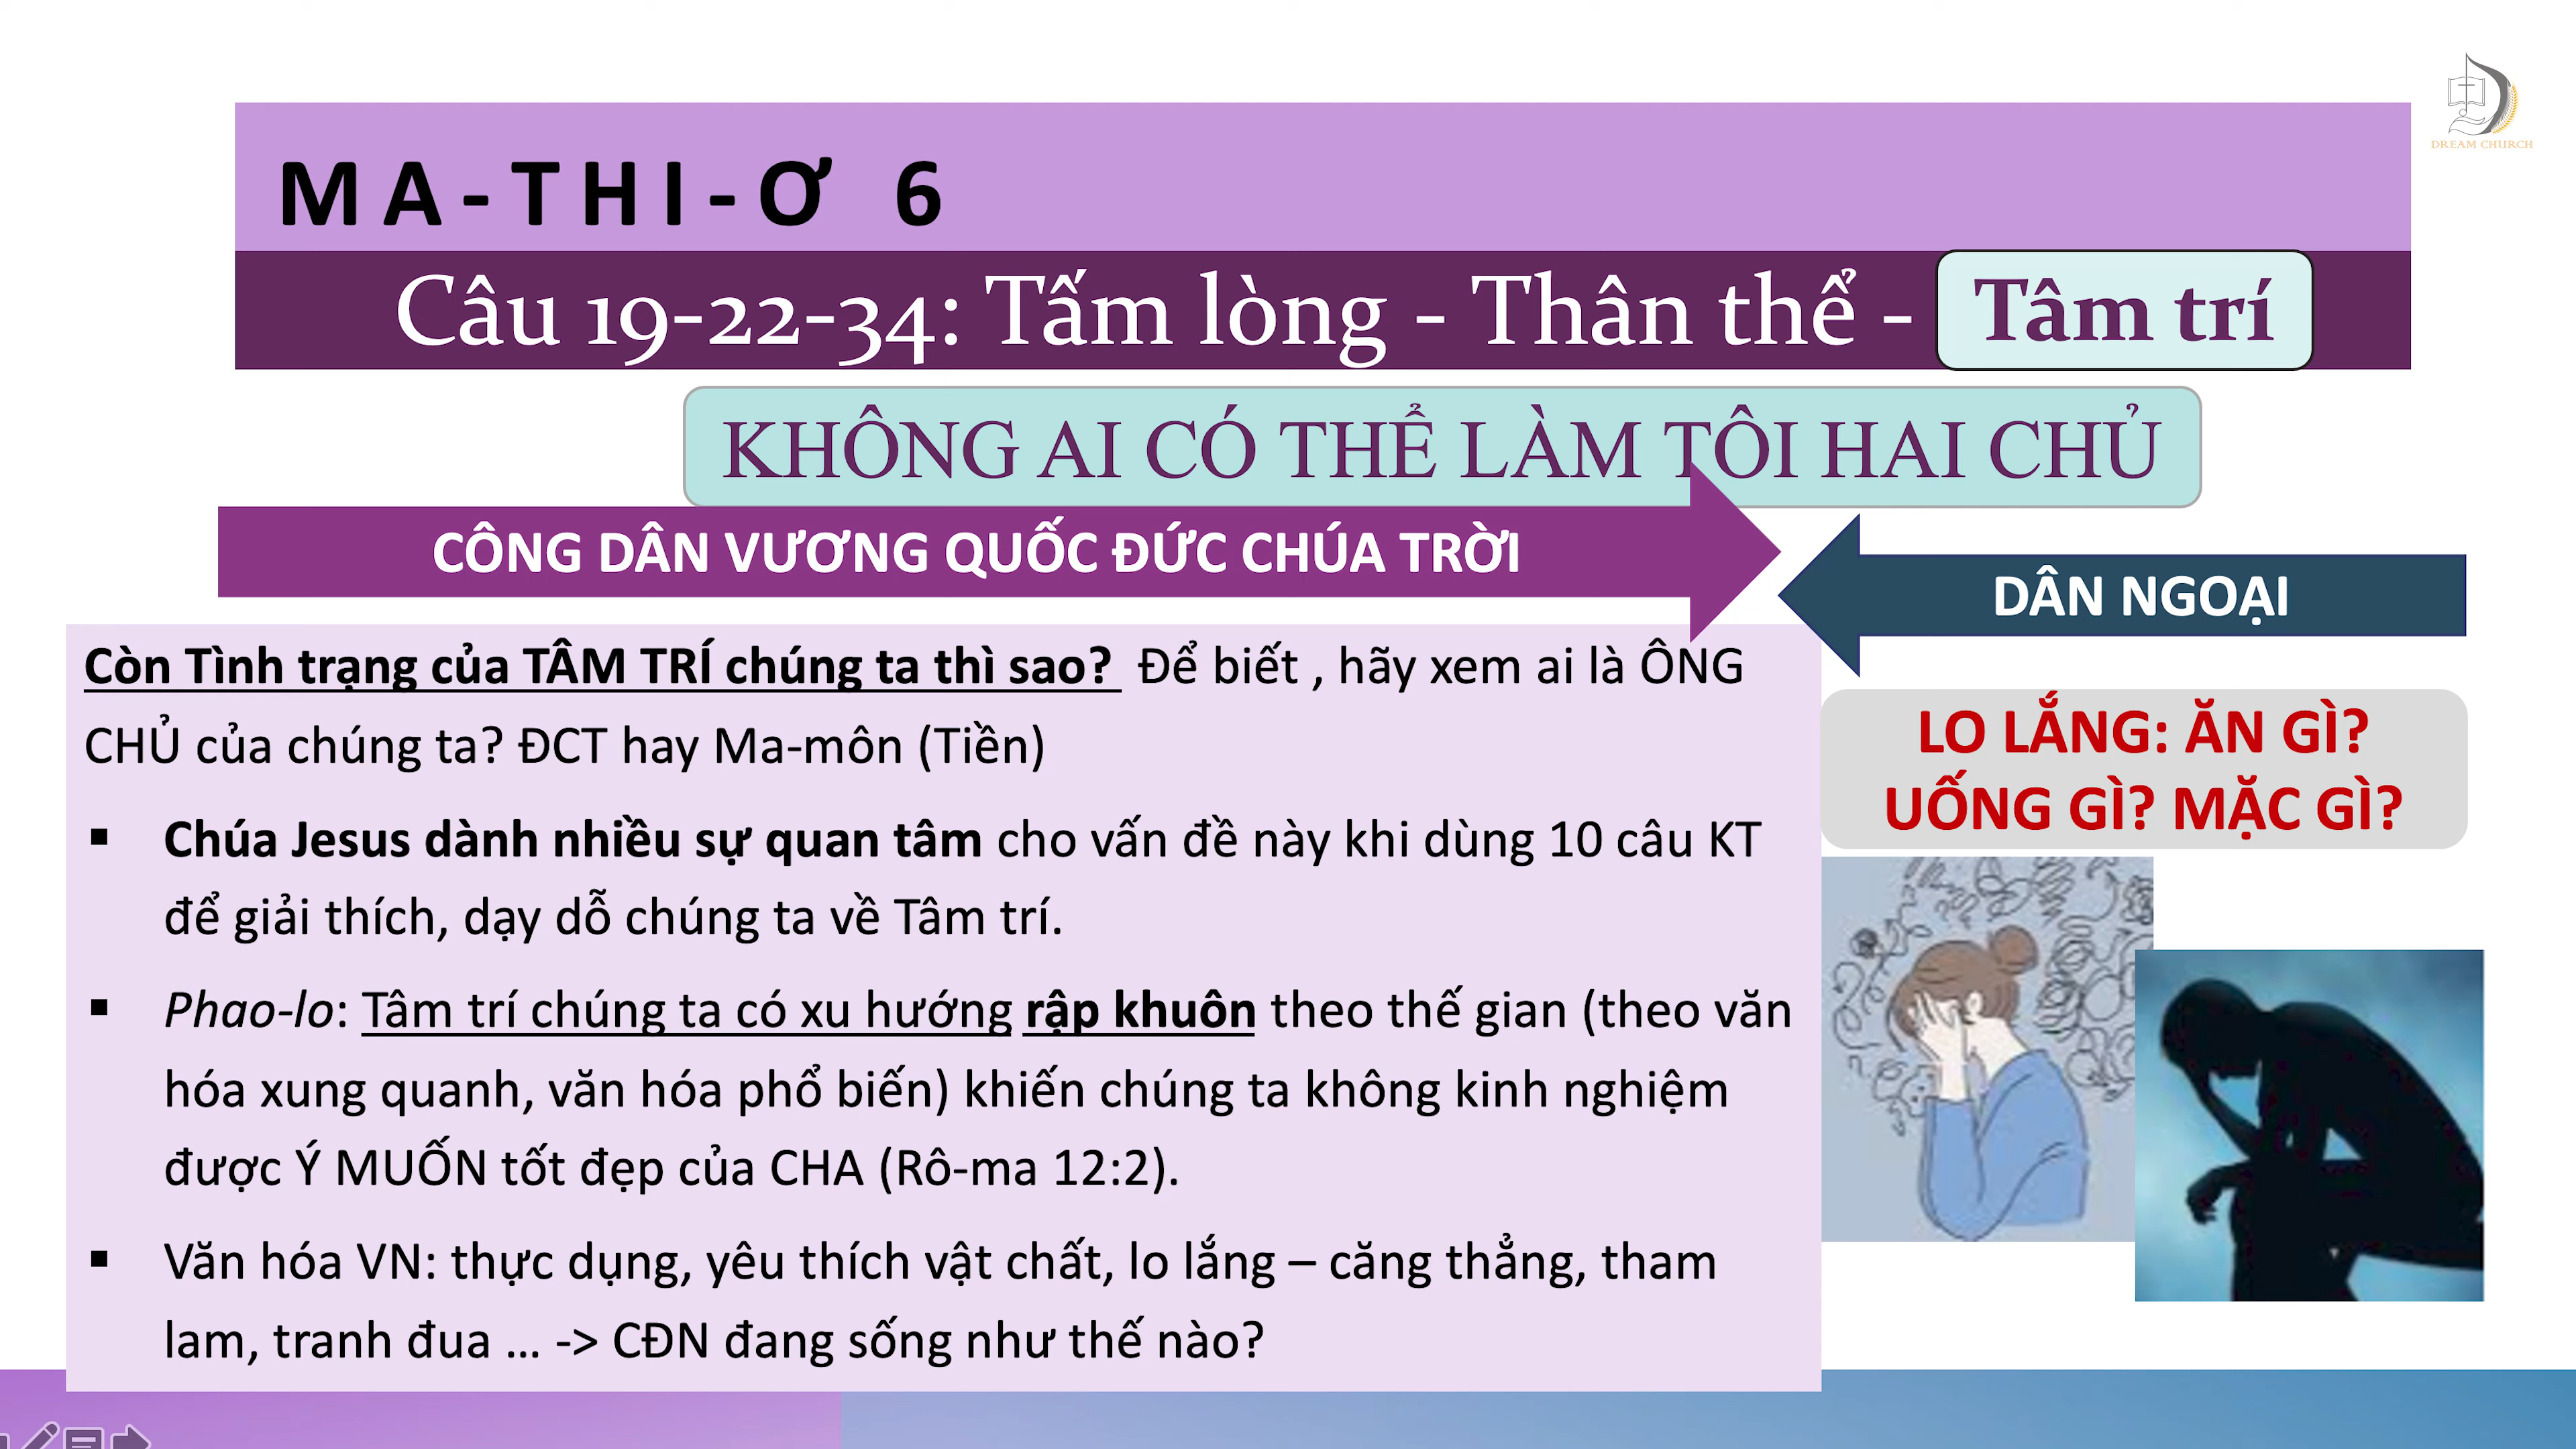 DREAM CHURCH
MA-THI-Ơ 6
Câu 19-22-34: Tấm lòng - Thân thể - Tâm trí
KHÔNG AI CÓ THỂ LÀM TÔI HAI CHỦ
CÔNG DÂN VƯƠNG QUỐC ĐỨC CHÚA TRỜI
DÂN NGOẠI
Còn Tình trạng của TÂM TRÍ chúng ta thì sao? Để biết , hãy xem ai là ÔNG
CHỦ của chúng ta? ĐCT hay Ma-môn (Tiền)
▪ Chúa Jesus dành nhiều sự quan tâm cho vấn đề này khi dùng 10 câu KT
để giải thích, dạy dỗ chúng ta về Tâm trí.
▪ Phao-lo: Tâm trí chúng ta có xu hướng rập khuôn theo thế gian (theo văn
hóa xung quanh, văn hóa phổ biến) khiến chúng ta không kinh nghiệm
được Ý MUỐN tốt đẹp của CHA (Rô-ma 12:2).
▪ Văn hóa VN: thực dụng, yêu thích vật chất, lo lắng – căng thẳng, tham
lam, tranh đua ... -> CĐN đang sống như thế nào?
LO LẮNG: ĂN GÌ?
UỐNG GÌ? MẶC GÌ?